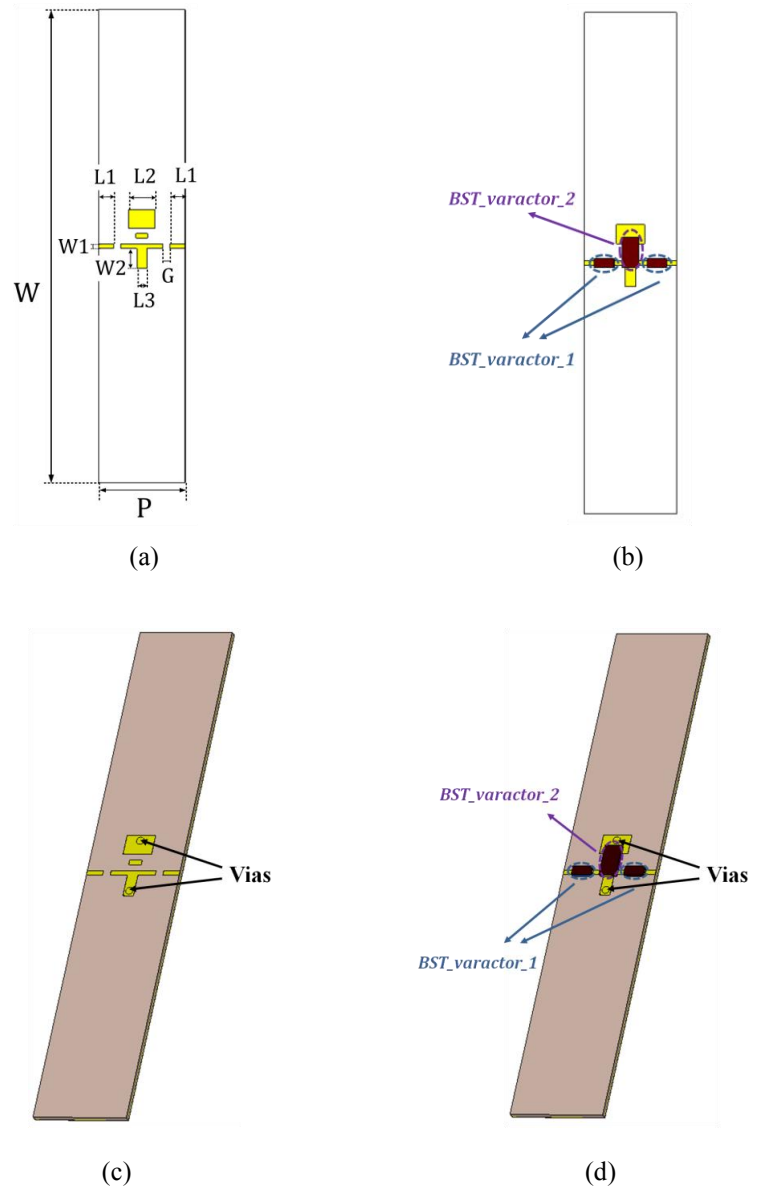 L1 L2 L1
W1
W2
G
L3
W
P
(a)
BST_varactor_2
BST_varactor_1
(b)
Vias
(c)
BST_varactor_2
Vias
BST_varactor_1
(d)